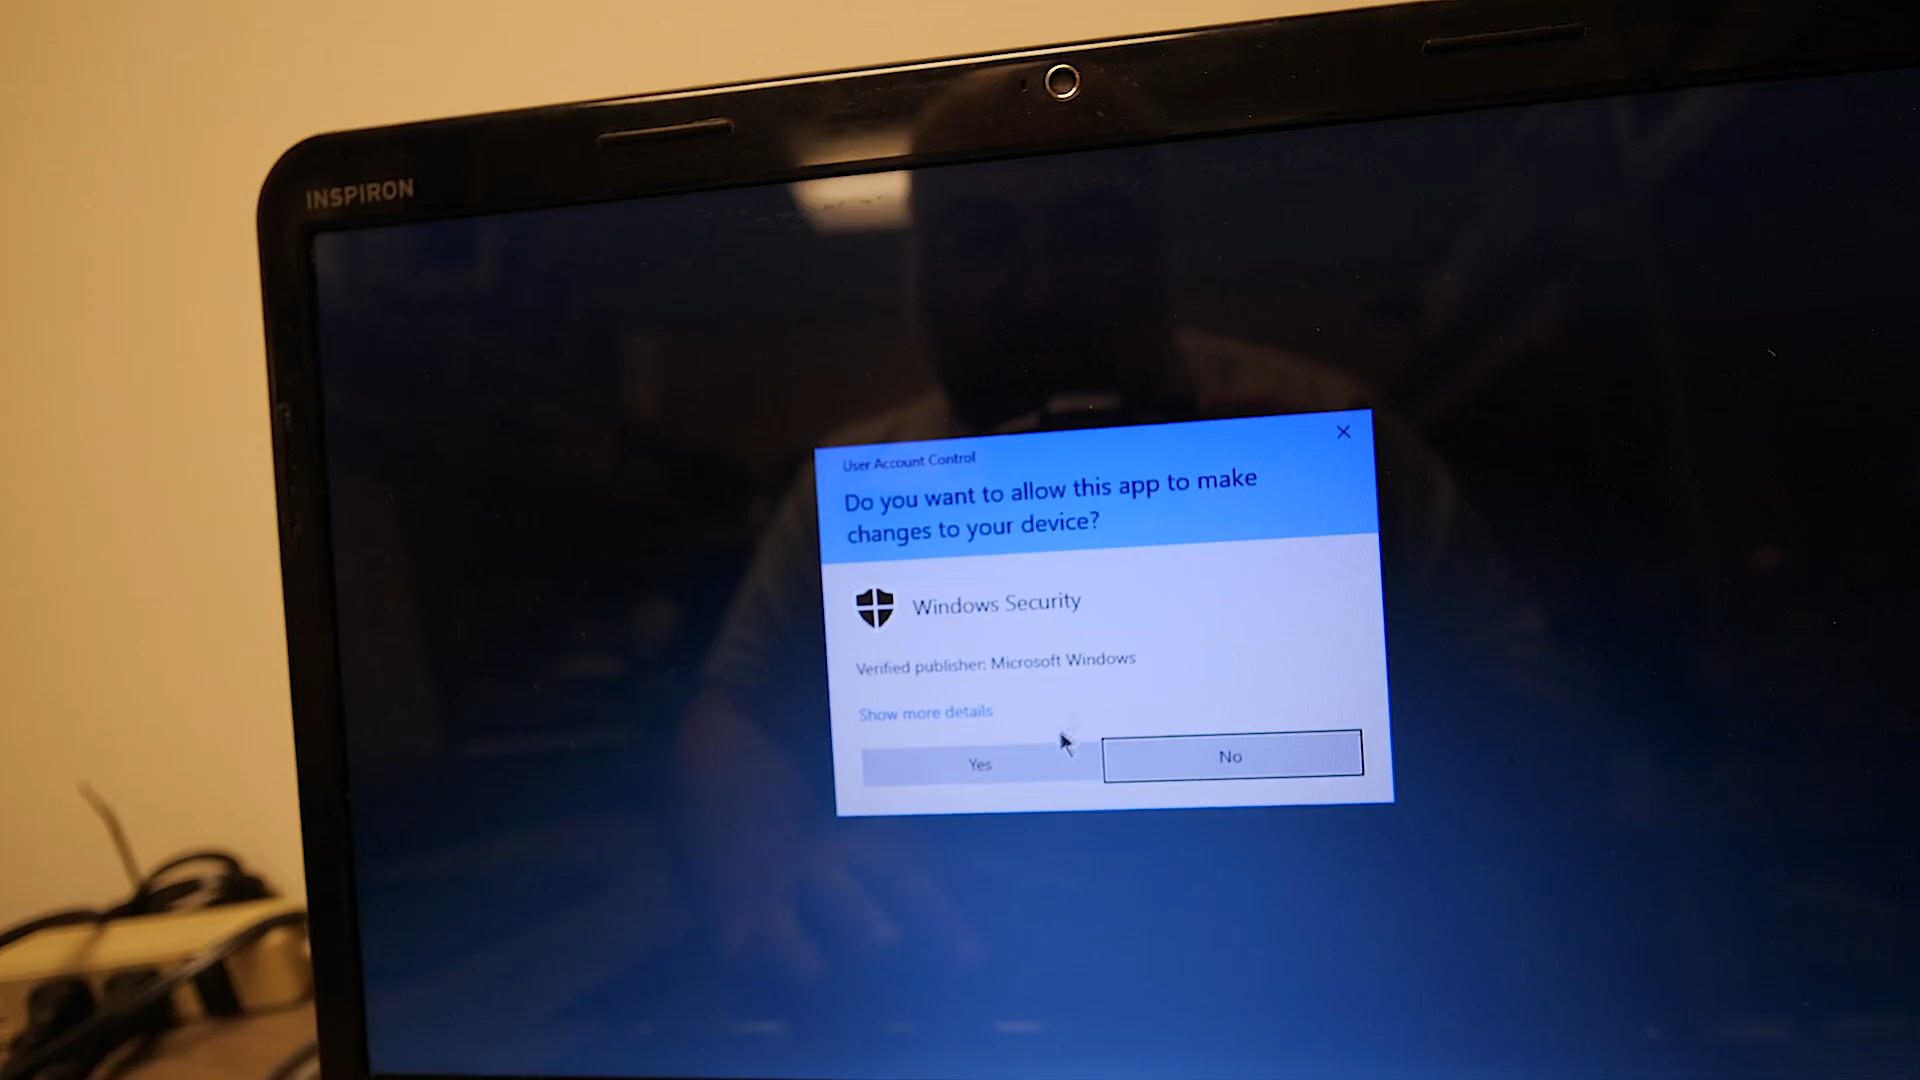 INSPIRON
User Account Control
Do you want to allow this app to make
changes to your device?
Windows Security
Verified publisher: Microsoft Windows
Show more details
Yes
No